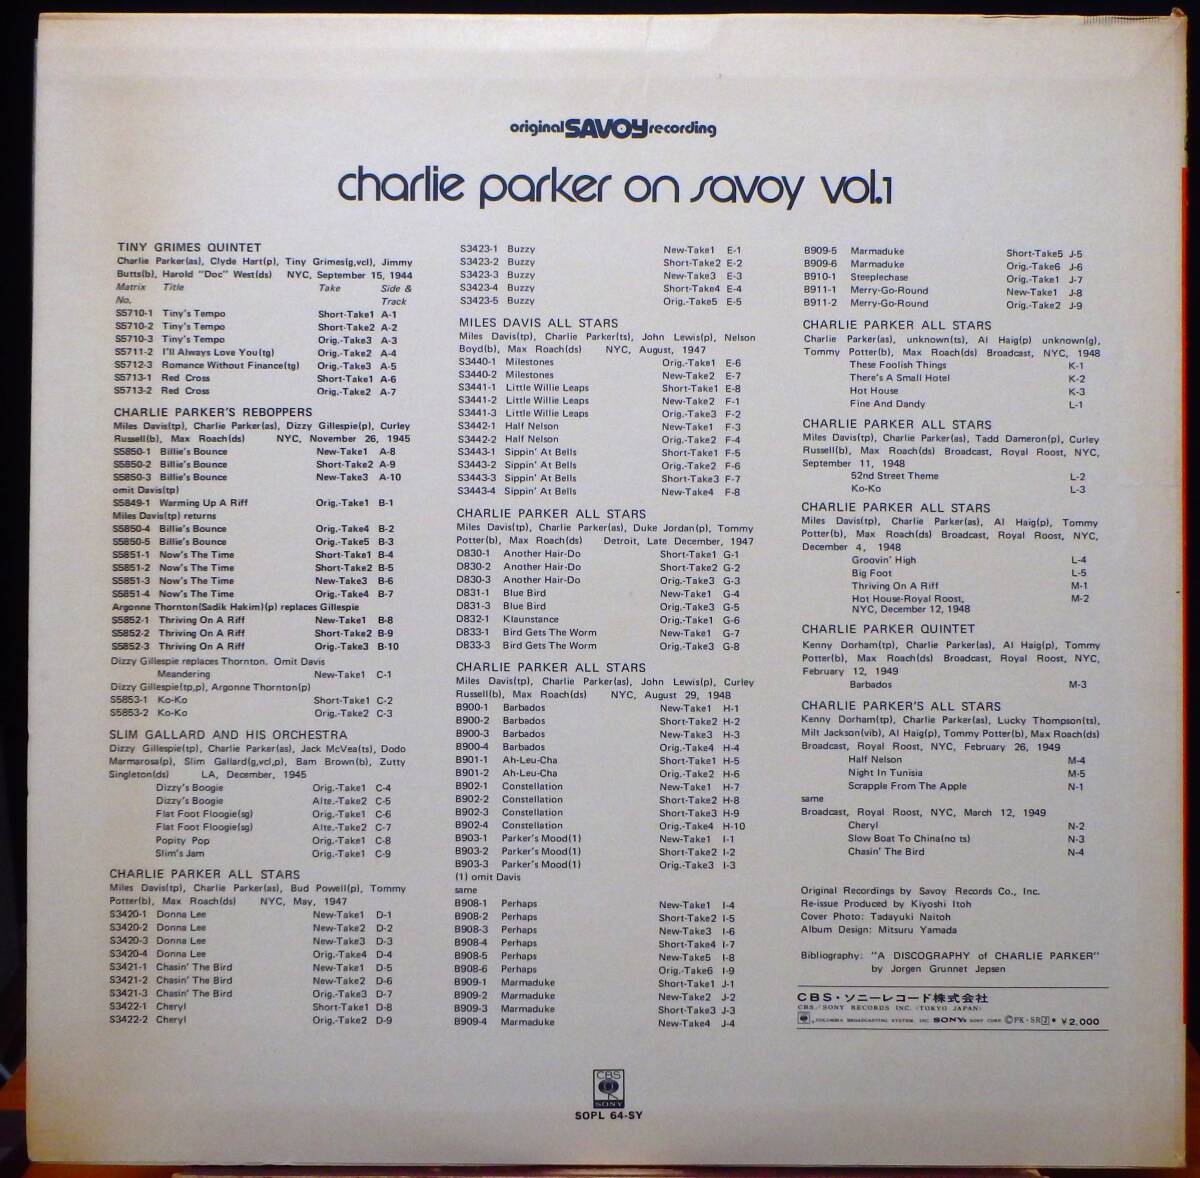 original SAVOY recording
charlie parker on savoy vol.1
TINY GRIMES QUINTET
Charlie Parker(as), Clyde Hart(p), Tiny Grimes(g,vcl), Jimmy
Butts(b), Harold "Doc" West(ds) NYC, September 15, 1944
Matrix Title Take Side &
No. Track
S5710-1 Tiny's Tempo Short-Take1 A-1
S5710-2 Tiny's Tempo Short-Take2 A-2
S5710-3 Tiny's Tempo Orig.-Take3 A-3
S5711-2 I'll Always Love You(tg) Orig.-Take2 A-4
S5712-3 Romance Without Finance(tg) Orig.-Take3 A-5
S5713-1 Red Cross Short-Take1 A-6
S5713-2 Red Cross Orig.-Take2 A-7
CHARLIE PARKER'S REBOPPERS
Miles Davis(tp), Charlie Parker(as), Dizzy Gillespie(p), Curley
Russell(b), Max Roach(ds) NYC, November 26, 1945
S5850-1 Billie's Bounce New-Take1 A-8
S5850-2 Billie's Bounce Short-Take2 A-9
S5850-3 Billie's Bounce New-Take3 A-10
omit Davis(tp)
S5849-1 Warming Up A Riff Orig.-Take1 B-1
Miles Davis(tp) returns
S5850-4 Billie's Bounce Orig.-Take4 B-2
S5850-5 Billie's Bounce Orig.-Take5 B-3
S5851-1 Now's The Time Short-Take1 B-4
S5851-2 Now's The Time Short-Take2 B-5
S5851-3 Now's The Time New-Take3 B-6
S5851-4 Now's The Time Orig.-Take4 B-7
Argonne Thornton(Sadik Hakim)(p) replaces Gillespie
S5852-1 Thriving On A Riff New-Take1 B-8
S5852-2 Thriving On A Riff Short-Take2 B-9
S5852-3 Thriving On A Riff Orig.-Take3 B-10
Dizzy Gillespie replaces Thornton. Omit Davis
Meandering New-Take1 C-1
Dizzy Gillespie(tp,p), Argonne Thornton(p)
S5853-1 Ko-Ko Short-Take1 C-2
S5853-2 Ko-Ko Orig.-Take2 C-3
SLIM GALLARD AND HIS ORCHESTRA
Dizzy Gillespie(tp), Charlie Parker(as), Jack McVea(ts), Dodo
Marmarosa(p), Slim Gallard(g,vcl,p), Bam Brown(b), Zutty
Singleton(ds) LA, December, 1945
Dizzy's Boogie Orig.-Take1 C-4
Dizzy's Boogie Alte.-Take2 C-5
Flat Foot Floogie(sg) Orig.-Take1 C-6
Flat Foot Floogie(sg) Alte.-Take2 C-7
Popity Pop Orig.-Take1 C-8
Slim's Jam Orig.-Take1 C-9
CHARLIE PARKER ALL STARS
Miles Davis(tp), Charlie Parker(as), Bud Powell(p), Tommy
Potter(b), Max Roach(ds) NYC, May, 1947
S3420-1 Donna Lee New-Take1 D-1
S3420-2 Donna Lee New-Take2 D-2
S3420-3 Donna Lee New-Take3 D-3
S3420-4 Donna Lee Orig.-Take4 D-4
S3421-1 Chasin' The Bird New-Take1 D-5
S3421-2 Chasin' The Bird New-Take2 D-6
S3421-3 Chasin' The Bird Orig.-Take3 D-7
S3422-1 Cheryl Short-Take1 D-8
S3422-2 Cheryl Orig.-Take2 D-9
S3423-1 Buzzy New-Take1 E-1
S3423-2 Buzzy Short-Take2 E-2
S3423-3 Buzzy New-Take3 E-3
S3423-4 Buzzy Short-Take4 E-4
S3423-5 Buzzy Orig.-Take5 E-5
MILES DAVIS ALL STARS
Miles Davis(tp), Charlie Parker(ts), John Lewis(p), Nelson
Boyd(b), Max Roach(ds) NYC, August, 1947
S3440-1 Milestones Orig.-Take1 E-6
S3440-2 Milestones New-Take2 E-7
S3441-1 Little Willie Leaps Short-Take1 E-8
S3441-2 Little Willie Leaps New-Take2 F-1
S3441-3 Little Willie Leaps Orig.-Take3 F-2
S3442-1 Half Nelson New-Take1 F-3
S3442-2 Half Nelson Orig.-Take2 F-4
S3443-1 Sippin' At Bells Short-Take1 F-5
S3443-2 Sippin' At Bells Orig.-Take2 F-6
S3443-3 Sippin' At Bells Short-Take3 F-7
S3443-4 Sippin' At Bells New-Take4 F-8
CHARLIE PARKER ALL STARS
Miles Davis(tp), Charlie Parker(as), Duke Jordan(p), Tommy
Potter(b), Max Roach(ds) Detroit, Late December, 1947
D830-1 Another Hair-Do Short-Take1 G-1
D830-2 Another Hair-Do Short-Take2 G-2
D830-3 Another Hair-Do Orig.-Take3 G-3
D831-1 Blue Bird New-Take1 G-4
D831-3 Blue Bird Orig.-Take3 G-5
D832-1 Klaunstance Orig.-Take1 G-6
D833-1 Bird Gets The Worm New-Take1 G-7
D833-3 Bird Gets The Worm Orig.-Take3 G-8
CHARLIE PARKER ALL STARS
Miles Davis(tp), Charlie Parker(as), John Lewis(p), Curley
Russell(b), Max Roach(ds) NYC, August 29, 1948
B900-1 Barbados New-Take1 H-1
B900-2 Barbados Short-Take2 H-2
B900-3 Barbados New-Take3 H-3
B900-4 Barbados Orig.-Take4 H-4
B901-1 Ah-Leu-Cha Short-Take1 H-5
B901-2 Ah-Leu-Cha Orig.-Take2 H-6
B902-1 Constellation New-Take1 H-7
B902-2 Constellation Short-Take2 H-8
B902-3 Constellation Short-Take3 H-9
B902-4 Constellation Orig.-Take4 H-10
B903-1 Parker's Mood(1) New-Take1 I-1
B903-2 Parker's Mood(1) Short-Take2 I-2
B903-3 Parker's Mood(1) Orig.-Take3 I-3
(1) omit Davis
same
B908-1 Perhaps New-Take1 I-4
B908-2 Perhaps Short-Take2 I-5
B908-3 Perhaps New-Take3 I-6
B908-4 Perhaps Short-Take4 I-7
B908-5 Perhaps New-Take5 I-8
B908-6 Perhaps Orig.-Take6 I-9
B909-1 Marmaduke Short-Take1 J-1
B909-2 Marmaduke New-Take2 J-2
B909-3 Marmaduke Short-Take3 J-3
B909-4 Marmaduke New-Take4 J-4
B909-5 Marmaduke Short-Take5 J-5
B909-6 Marmaduke Orig.-Take6 J-6
B910-1 Steeplechase Orig.-Take1 J-7
B911-1 Merry-Go-Round New-Take1 J-8
B911-2 Merry-Go-Round Orig.-Take2 J-9
CHARLIE PARKER ALL STARS
Charlie Parker(as), unknown(ts), Al Haig(p) unknown(g),
Tommy Potter(b), Max Roach(ds) Broadcast, NYC, 1948
These Foolish Things K-1
There's A Small Hotel K-2
Hot House K-3
Fine And Dandy L-1
CHARLIE PARKER ALL STARS
Miles Davis(tp), Charlie Parker(as), Tadd Dameron(p), Curley
Russell(b), Max Roach(ds) Broadcast, Royal Roost, NYC,
September 11, 1948
52nd Street Theme L-2
Ko-Ko L-3
CHARLIE PARKER ALL STARS
Miles Davis(tp), Charlie Parker(as), Al Haig(p), Tommy
Potter(b), Max Roach(ds) Broadcast, Royal Roost, NYC,
December 4, 1948
Groovin' High L-4
Big Foot L-5
Thriving On A Riff M-1
Hot House-Royal Roost, M-2
NYC, December 12, 1948
CHARLIE PARKER QUINTET
Kenny Dorham(tp), Charlie Parker(as), Al Haig(p), Tommy
Potter(b), Max Roach(ds) Broadcast, Royal Roost, NYC,
February 12, 1949
Barbados M-3
CHARLIE PARKER'S ALL STARS
Kenny Dorham(tp), Charlie Parker(as), Lucky Thompson(ts),
Milt Jackson(vib), Al Haig(p), Tommy Potter(b), Max Roach(ds)
Broadcast, Royal Roost, NYC, February 26, 1949
Half Nelson M-4
Night In Tunisia M-5
Scrapple From The Apple N-1
same
Broadcast, Royal Roost, NYC, March 12, 1949
Cheryl N-2
Slow Boat To China(no ts) N-3
Chasin' The Bird N-4
Original Recordings by Savoy Records Co., Inc.
Re-issue Produced by Kiyoshi Itoh
Cover Photo: Tadayuki Naitoh
Album Design: Mitsuru Yamada
Bibliography: "A DISCOGRAPHY of CHARLIE PARKER"
by Jorgen Grunnet Jepsen
CBS・ソニーレコード株式会社
CBS/SONY RECORDS INC. (TOKYO JAPAN)
COLUMBIA BROADCASTING SYSTEM, INC. SONY: SONY CORP. ⒸPK・SR Ⓙ • ¥2,000
CBS
SONY
SOPL 64-SY